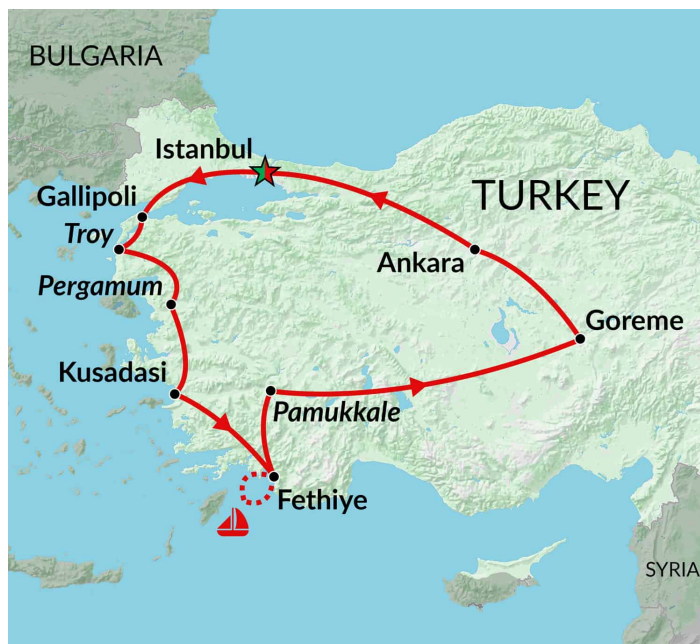 BULGARIA
Istanbul
Gallipoli
TURKEY
Troy
Ankara
Pergamum
Goreme
Kusadasi
Pamukkale
Fethiye
SYRIA